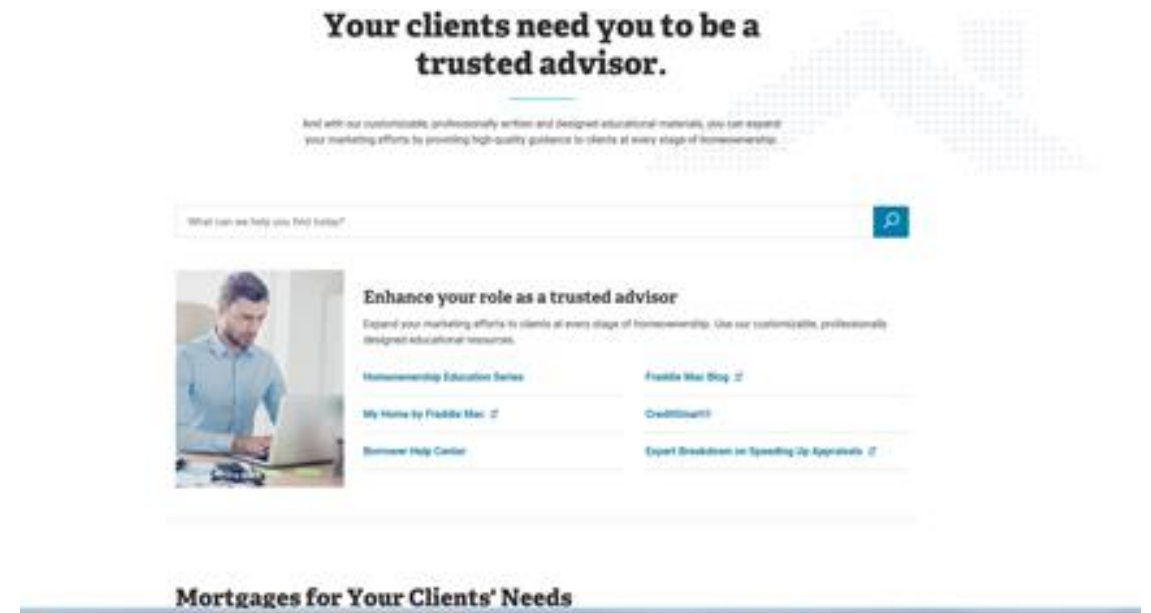 Your clients need you to be a
trusted advisor.
And with our customizable, professionally written and designed educational materials, you can expand
your marketing efforts by providing high-quality guidance to clients at every stage of homeownership.
What can we help you find today?
Enhance your role as a trusted advisor
Expand your marketing efforts to clients at every stage of homeownership. Use our customizable, professionally
designed educational resources.
Homeownership Education Series
Freddie Mac Blog
My Home by Freddie Mac
CreditSmart®
Borrower Help Center
Expert Breakdown on Speeding Up Appraisals
Mortgages for Your Clients' Needs